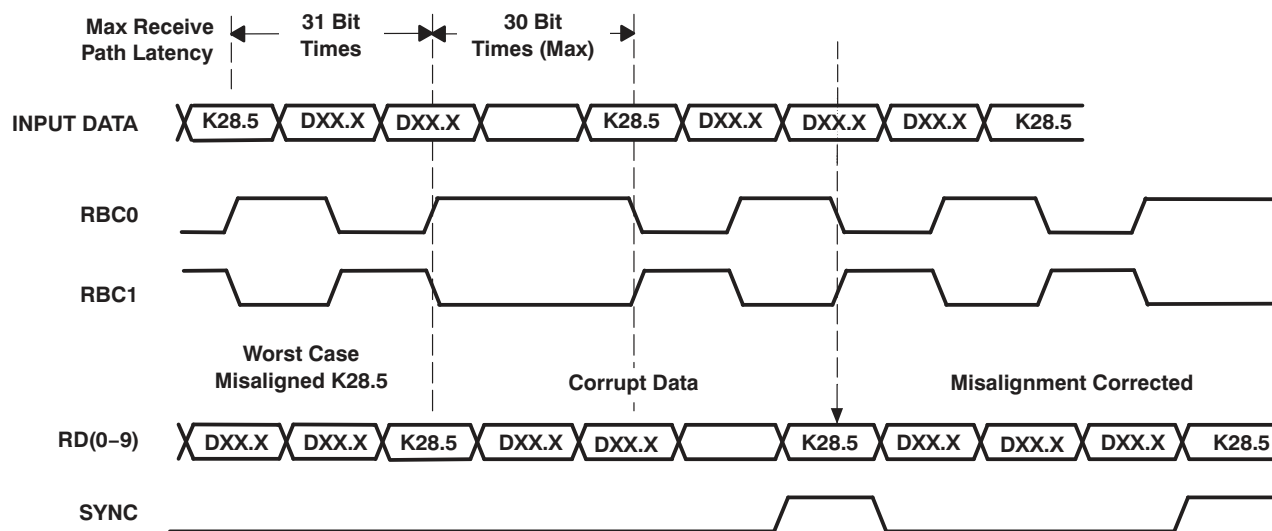 Max Receive
Path Latency
31 Bit
Times
30 Bit
Times (Max)
INPUT DATA
K28.5
DXX.X
DXX.X
K28.5
DXX.X
DXX.X
DXX.X
K28.5
RBC0
RBC1
Worst Case
Misaligned K28.5
Corrupt Data
Misalignment Corrected
RD(0–9)
DXX.X
DXX.X
K28.5
DXX.X
DXX.X
K28.5
DXX.X
DXX.X
DXX.X
K28.5
SYNC